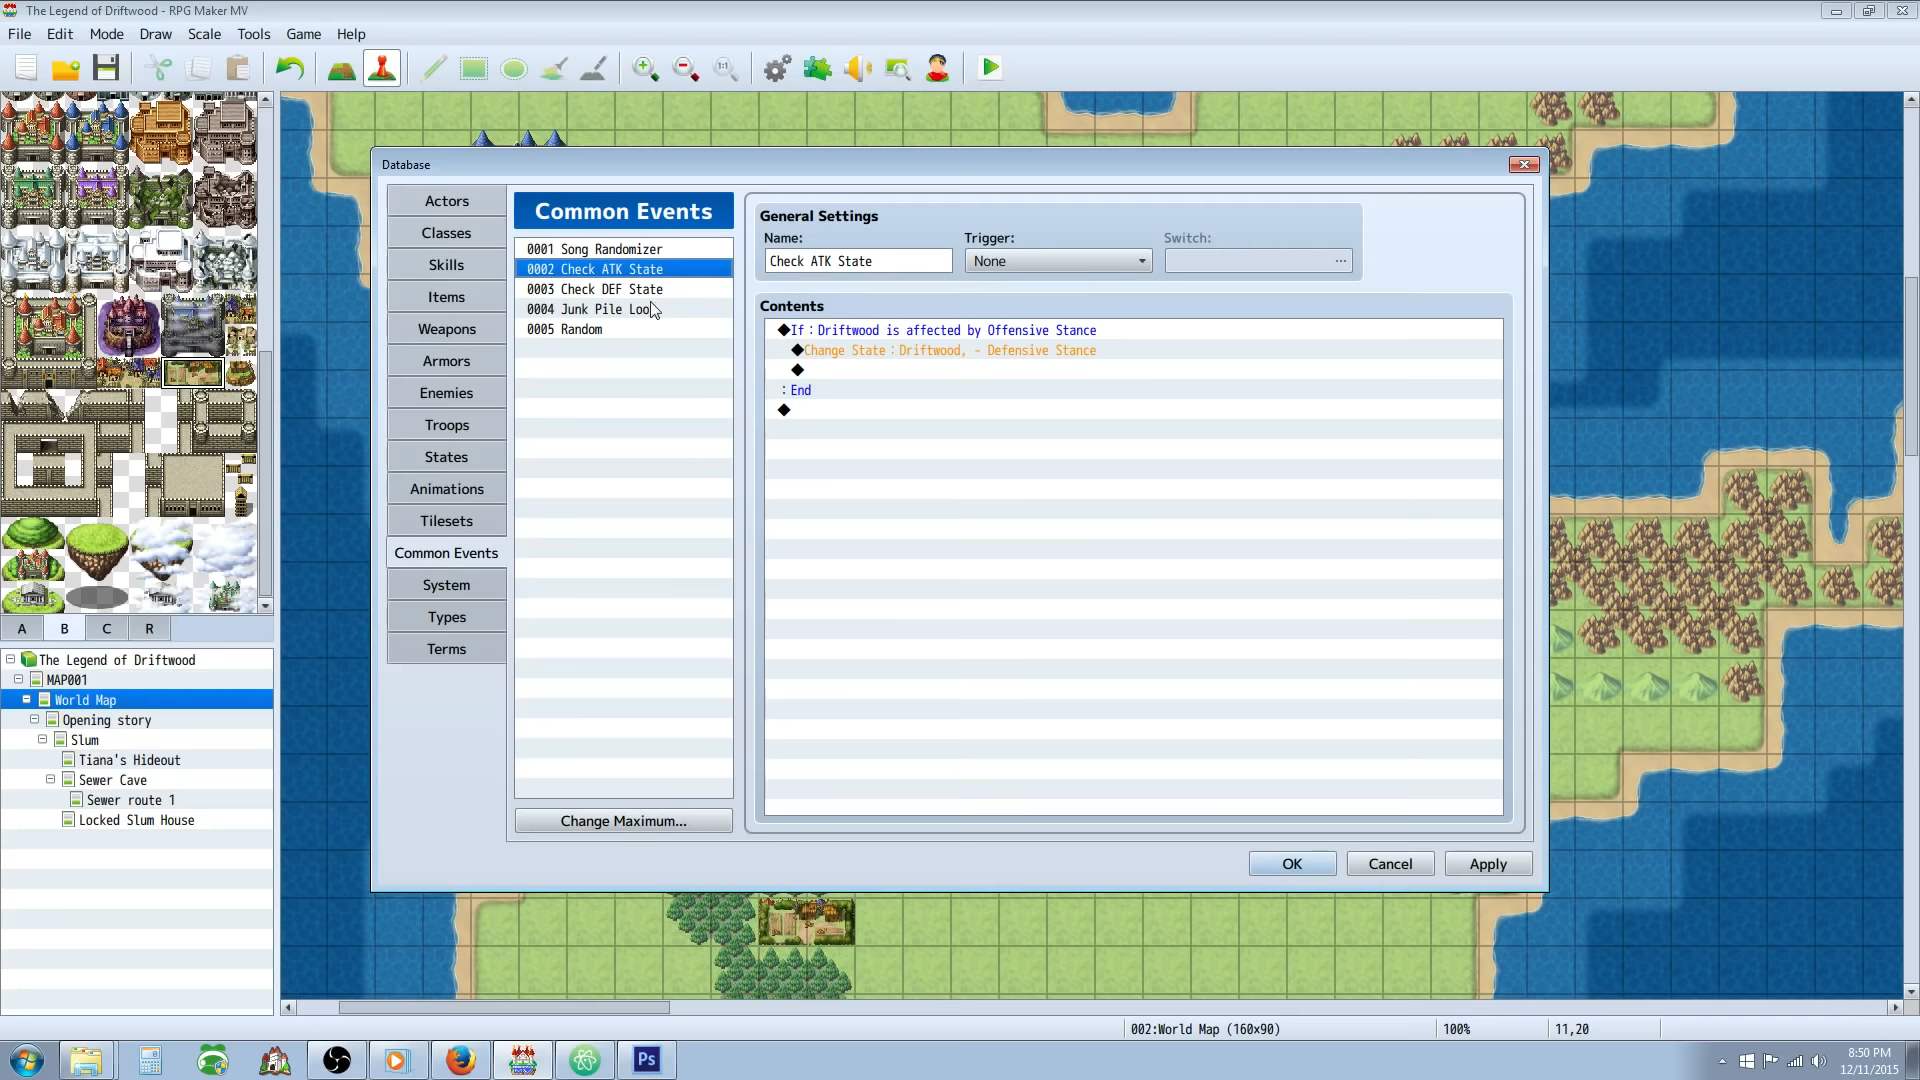 The Legend of Driftwood - RPG Maker MV
File Edit Mode Draw Scale Tools Game Help
1:1
Database
Actors
Classes
Skills
Items
Weapons
Armors
Enemies
Troops
States
Animations
Tilesets
Common Events
System
Types
Terms
Common Events
0001 Song Randomizer
0002 Check ATK State
0003 Check DEF State
0004 Junk Pile Loo
0005 Random
Change Maximum...
General Settings
Name:
Trigger:
Switch:
Check ATK State
None
...
Contents
◆If：Driftwood is affected by Offensive Stance
◆Change State：Driftwood, - Defensive Stance
◆
：End
◆
OK
Cancel
Apply
A B C R
The Legend of Driftwood
MAP001
World Map
Opening story
Slum
Tiana's Hideout
Sewer Cave
Sewer route 1
Locked Slum House
002:World Map (160x90)
100%
11,20
Ps
8:50 PM
12/11/2015